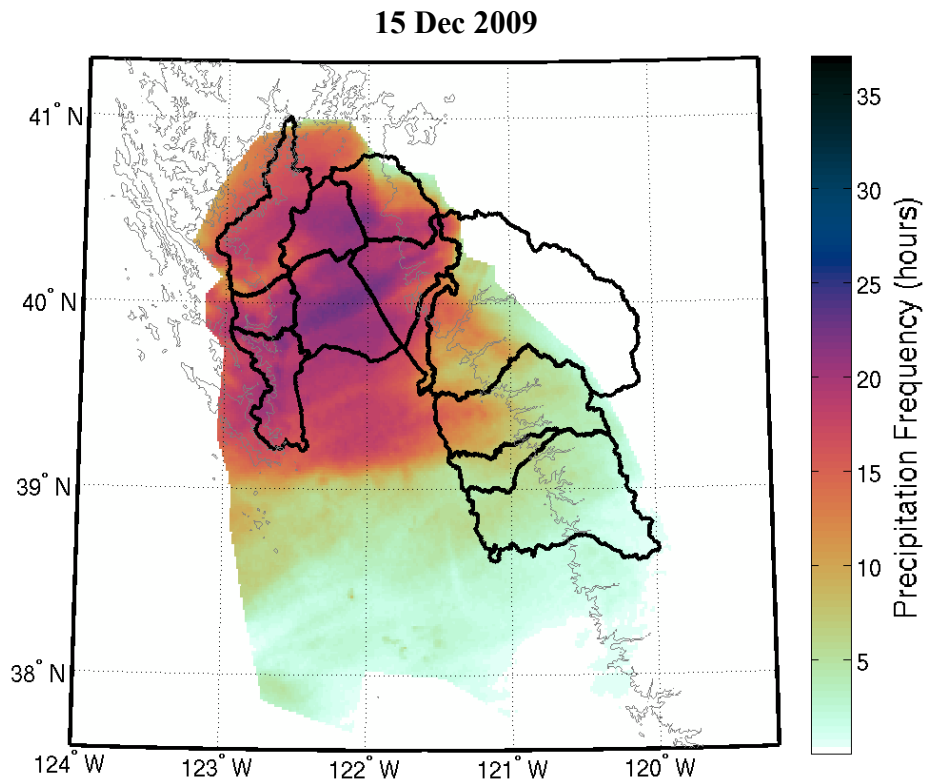 15 Dec 2009
41° N
40° N
39° N
38° N
124° W
123° W
122° W
121° W
120° W
35
30
25
20
15
10
5
Precipitation Frequency (hours)